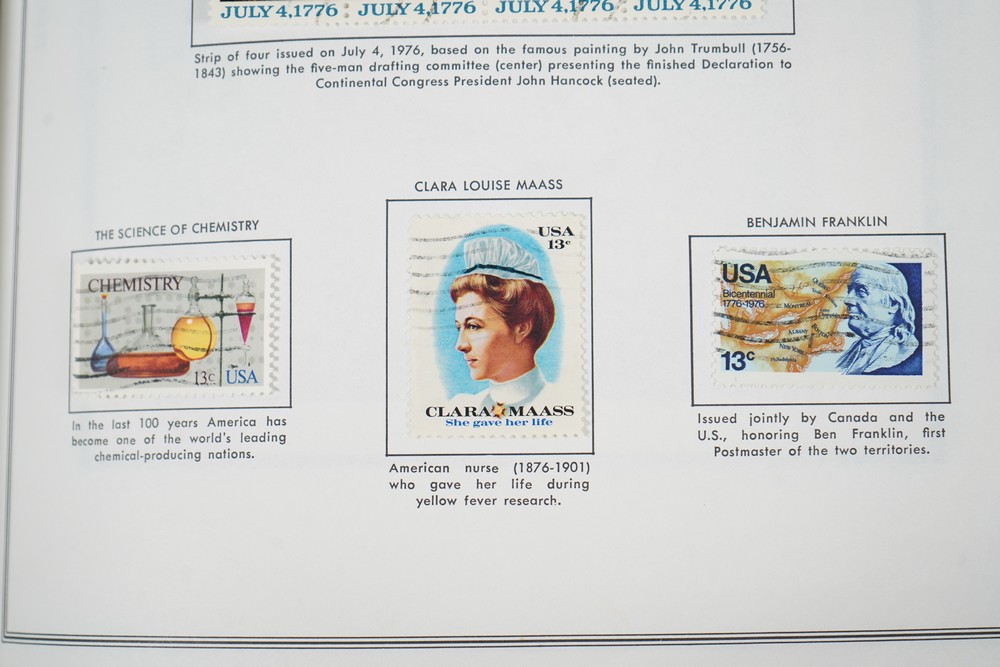 JULY 4,1776 JULY 4,1776 JULY 4,1776 JULY 4,1776
Strip of four issued on July 4, 1976, based on the famous painting by John Trumbull (1756-
1843) showing the five-man drafting committee (center) presenting the finished Declaration to
Continental Congress President John Hancock (seated).
THE SCIENCE OF CHEMISTRY
CHEMISTRY
13c USA
In the last 100 years America has
become one of the world's leading
chemical-producing nations.
CLARA LOUISE MAASS
USA
13c
CLARA MAASS
She gave her life
American nurse (1876-1901)
who gave her life during
yellow fever research.
BENJAMIN FRANKLIN
USA
Bicentennial
1776-1976
MONTREAL
ALBANY
BOSTON
NEW YORK
Philadelphia
13c
Issued jointly by Canada and the
U.S., honoring Ben Franklin, first
Postmaster of the two territories.